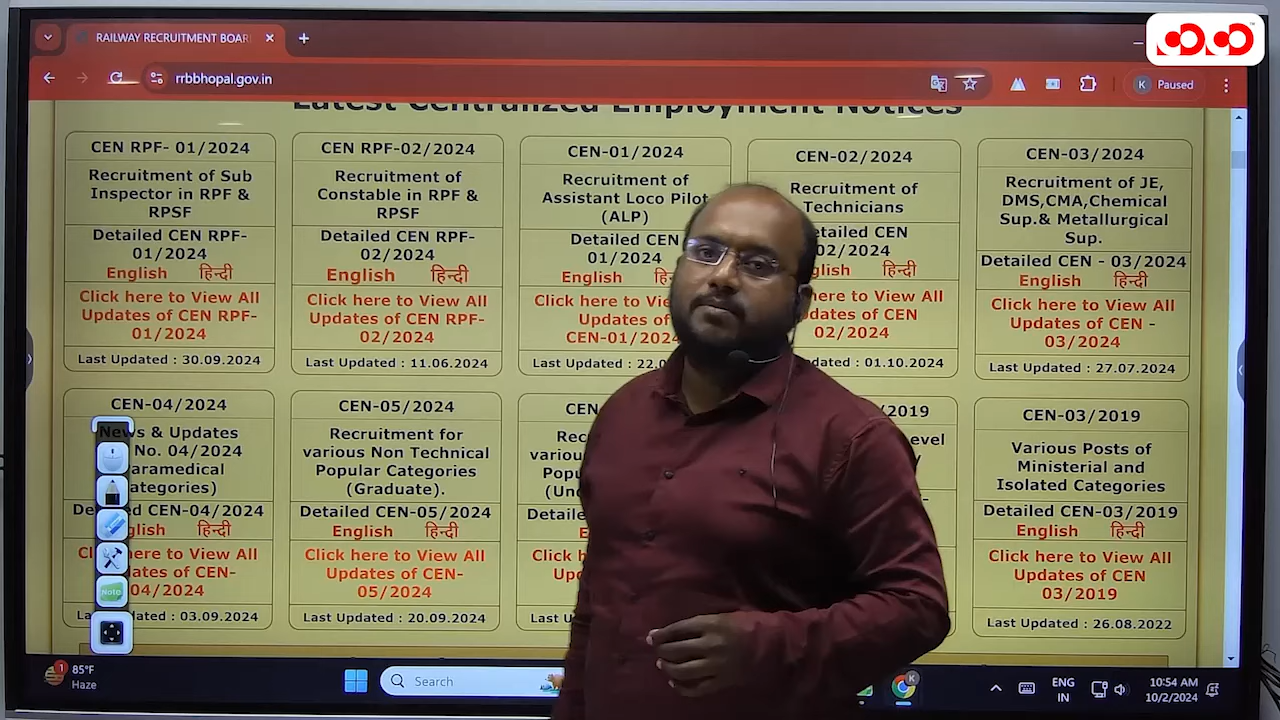 RAILWAY RECRUITMENT BOAR
rrbbhopal.gov.in
K Paused
Latest Centralized Employment Notices
CEN RPF- 01/2024
Recruitment of Sub
Inspector in RPF &
RPSF
Detailed CEN RPF-
01/2024
English हिन्दी
Click here to View All
Updates of CEN RPF-
01/2024
Last Updated : 30.09.2024
CEN RPF-02/2024
Recruitment of
Constable in RPF &
RPSF
Detailed CEN RPF-
02/2024
English हिन्दी
Click here to View All
Updates of CEN RPF-
02/2024
Last Updated : 11.06.2024
CEN-01/2024
Recruitment of
Assistant Loco Pilot
(ALP)
Detailed CEN
01/2024
English
Click here to
Updates of
CEN-01/2024
Last Updated :
CEN-02/2024
Recruitment of
Technicians
CEN
02/2024
हिन्दी
to View All
of CEN
02/2024
: 01.10.2024
CEN-03/2024
Recruitment of JE,
DMS,CMA,Chemical
Sup.& Metallurgical
Sup.
Detailed CEN - 03/2024
English हिन्दी
Click here to View All
Updates of CEN -
03/2024
Last Updated : 27.07.2024
CEN-04/2024
News & Updates
No. 04/2024
Detailed CEN-04/2024
हिन्दी
here to View All
of CEN-
04/2024
: 03.09.2024
CEN-05/2024
Recruitment for
various Non Technical
Popular Categories
(Graduate).
Detailed CEN-05/2024
English हिन्दी
Click here to View All
Updates of CEN-
05/2024
Last Updated : 20.09.2024
CEN
Last Updated :
/2019
CEN-03/2019
Various Posts of
Ministerial and
Isolated Categories
Detailed CEN-03/2019
English हिन्दी
Click here to View All
Updates of CEN
03/2019
Last Updated : 26.08.2022
Note
1
85°F
Haze
Search
K
ENG
IN
10:54 AM
10/2/2024